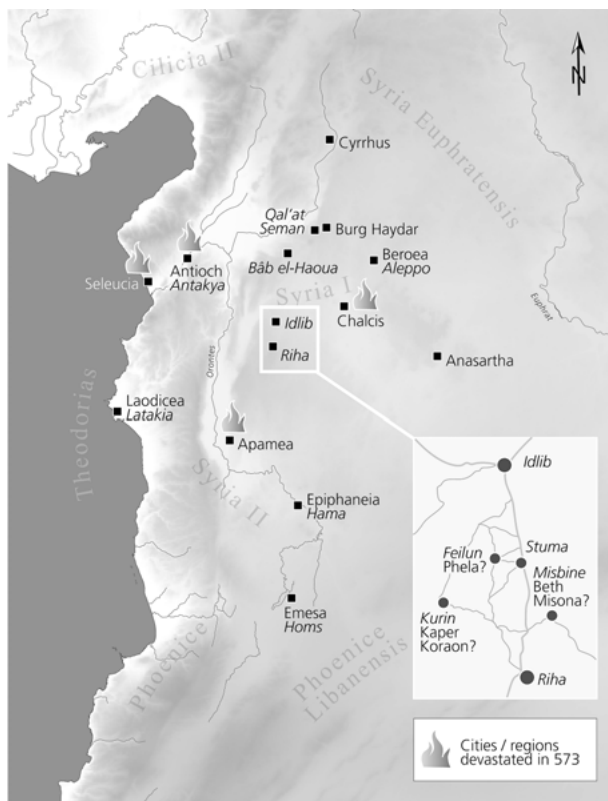 Cilicia II
N
Syria Euphratensis
Cyrrhus
Qal'at
Seman
Burg Haydar
Antioch
Antakya
Bâb el-Haoua
Beroea
Aleppo
Seleucia
Syria I
Chalcis
Euphrat
Idlib
Riha
Orontes
Anasartha
Laodicea
Latakia
Theodorias
Apamea
Syria II
Epiphaneia
Hama
Emesa
Homs
Phoenice
Phoenice
Libanensis
Idlib
Stuma
Feilun
Phela?
Misbine
Beth
Misona?
Kurin
Kaper
Koraon?
Riha
Cities / regions
devastated in 573